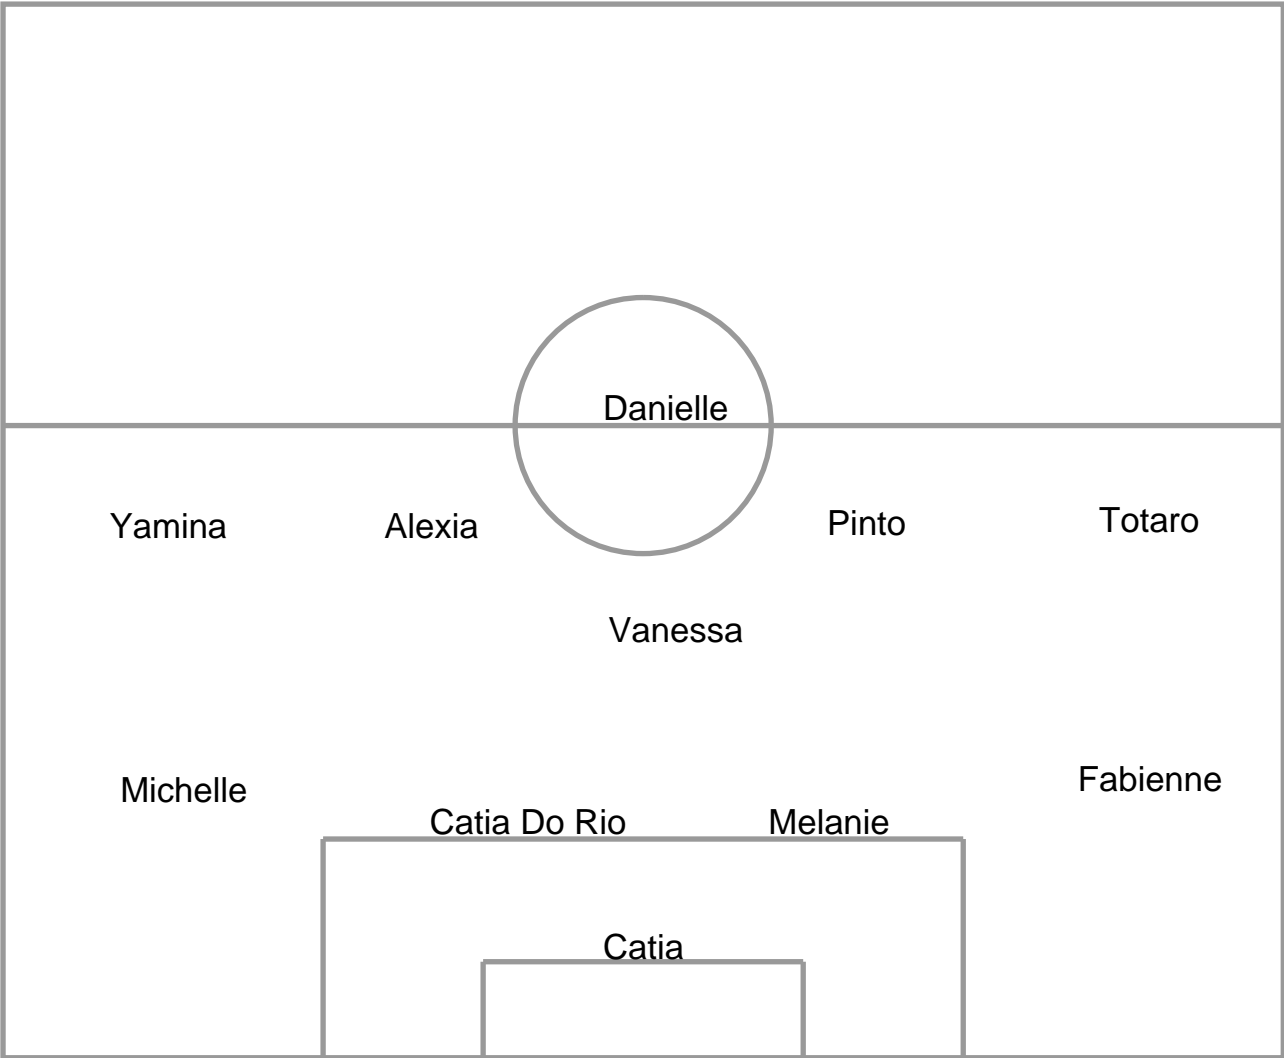 Danielle
Yamina Alexia Pinto Totaro
Vanessa
Michelle Fabienne
Catia Do Rio Melanie
Catia